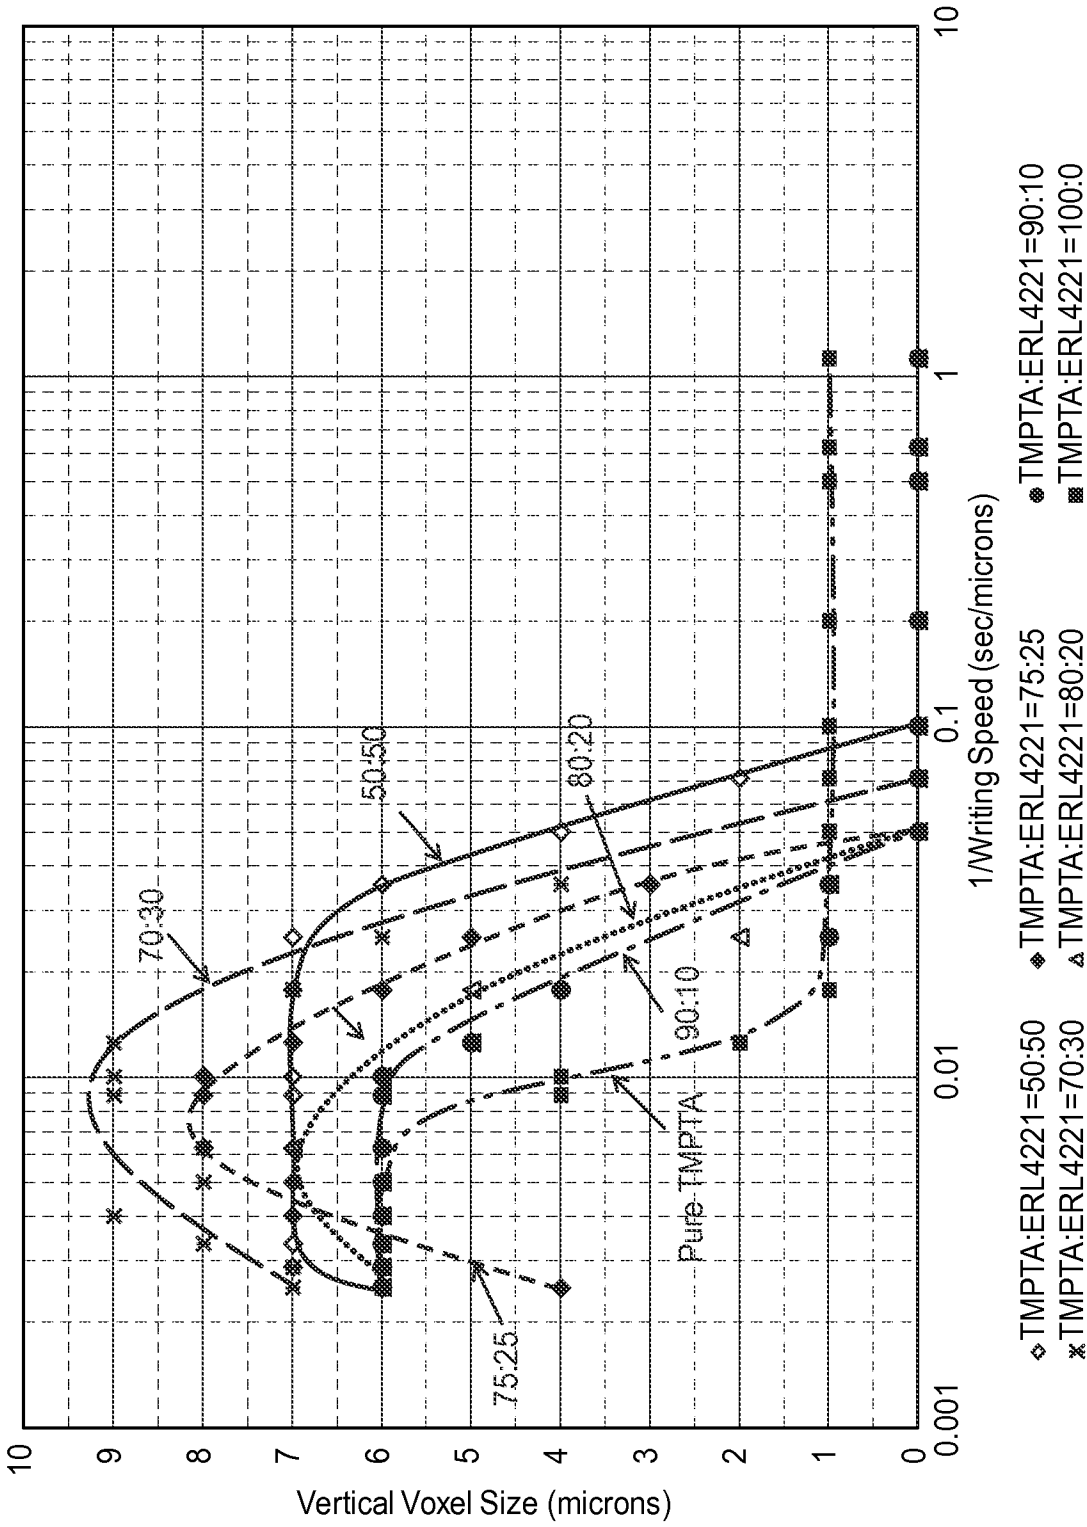 10
9
8
7
6
5
4
3
2
1
0
Vertical Voxel Size (microns)
70:30
50:50
80:20
90:10
Pure TMPTA
75:25
0.001
0.01
0.1
1
10
1/Writing Speed (sec/microns)
TMPTA:ERL4221=50:50
TMPTA:ERL4221=75:25
TMPTA:ERL4221=90:10
TMPTA:ERL4221=70:30
TMPTA:ERL4221=80:20
TMPTA:ERL4221=100:0